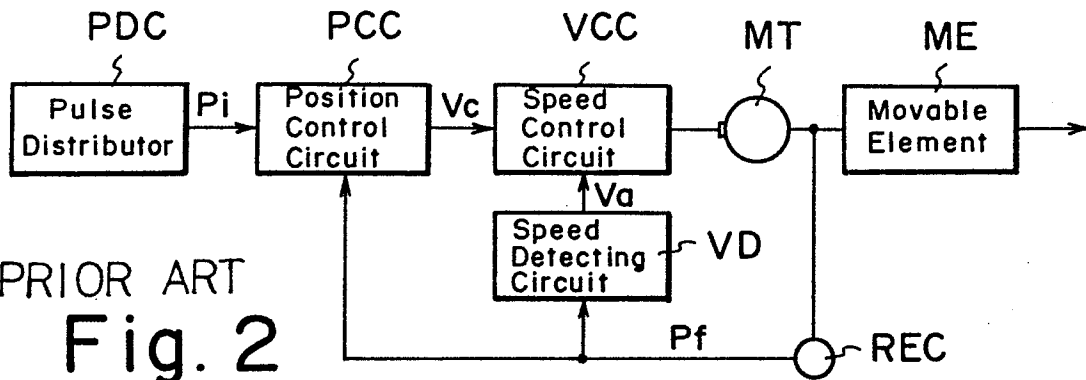 PDC
PCC
VCC
MT
ME
Pulse
Distributor
Pi
Position
Control
Circuit
Vc
Speed
Control
Circuit
Movable
Element
Va
Speed
Detecting
Circuit
VD
PRIOR ART
Fig. 2
Pf
REC